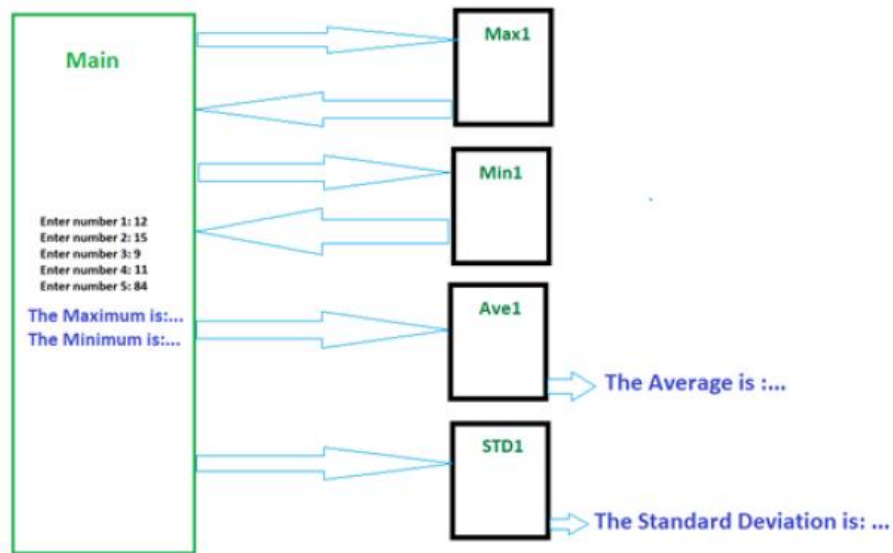 Main
Enter number 1: 12
Enter number 2: 15
Enter number 3: 9
Enter number 4: 11
Enter number 5: 84
The Maximum is:...
The Minimum is:...
Max1
Min1
Ave1
The Average is :...
STD1
The Standard Deviation is: ...